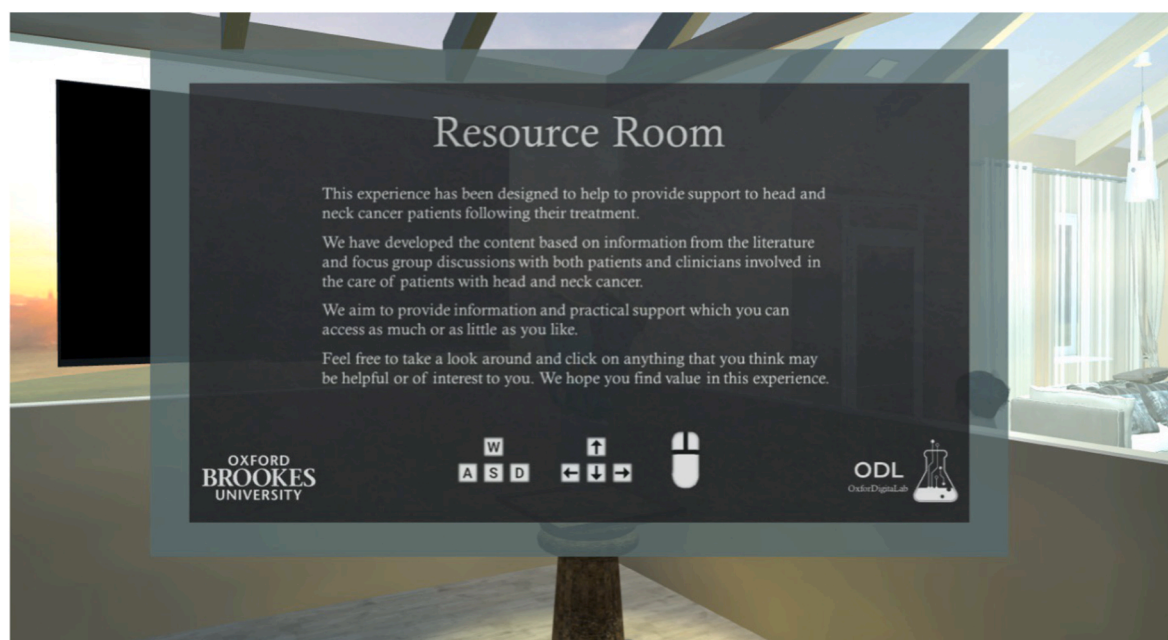 Resource Room
This experience has been designed to help to provide support to head and
neck cancer patients following their treatment.
We have developed the content based on information from the literature
and focus group discussions with both patients and clinicians involved in
the care of patients with head and neck cancer.
We aim to provide information and practical support which you can
access as much or as little as you like.
Feel free to take a look around and click on anything that you think may
be helpful or of interest to you. We hope you find value in this experience.
OXFORD
BROOKES
UNIVERSITY
W
A S D
ODL
OxforDigitaLab